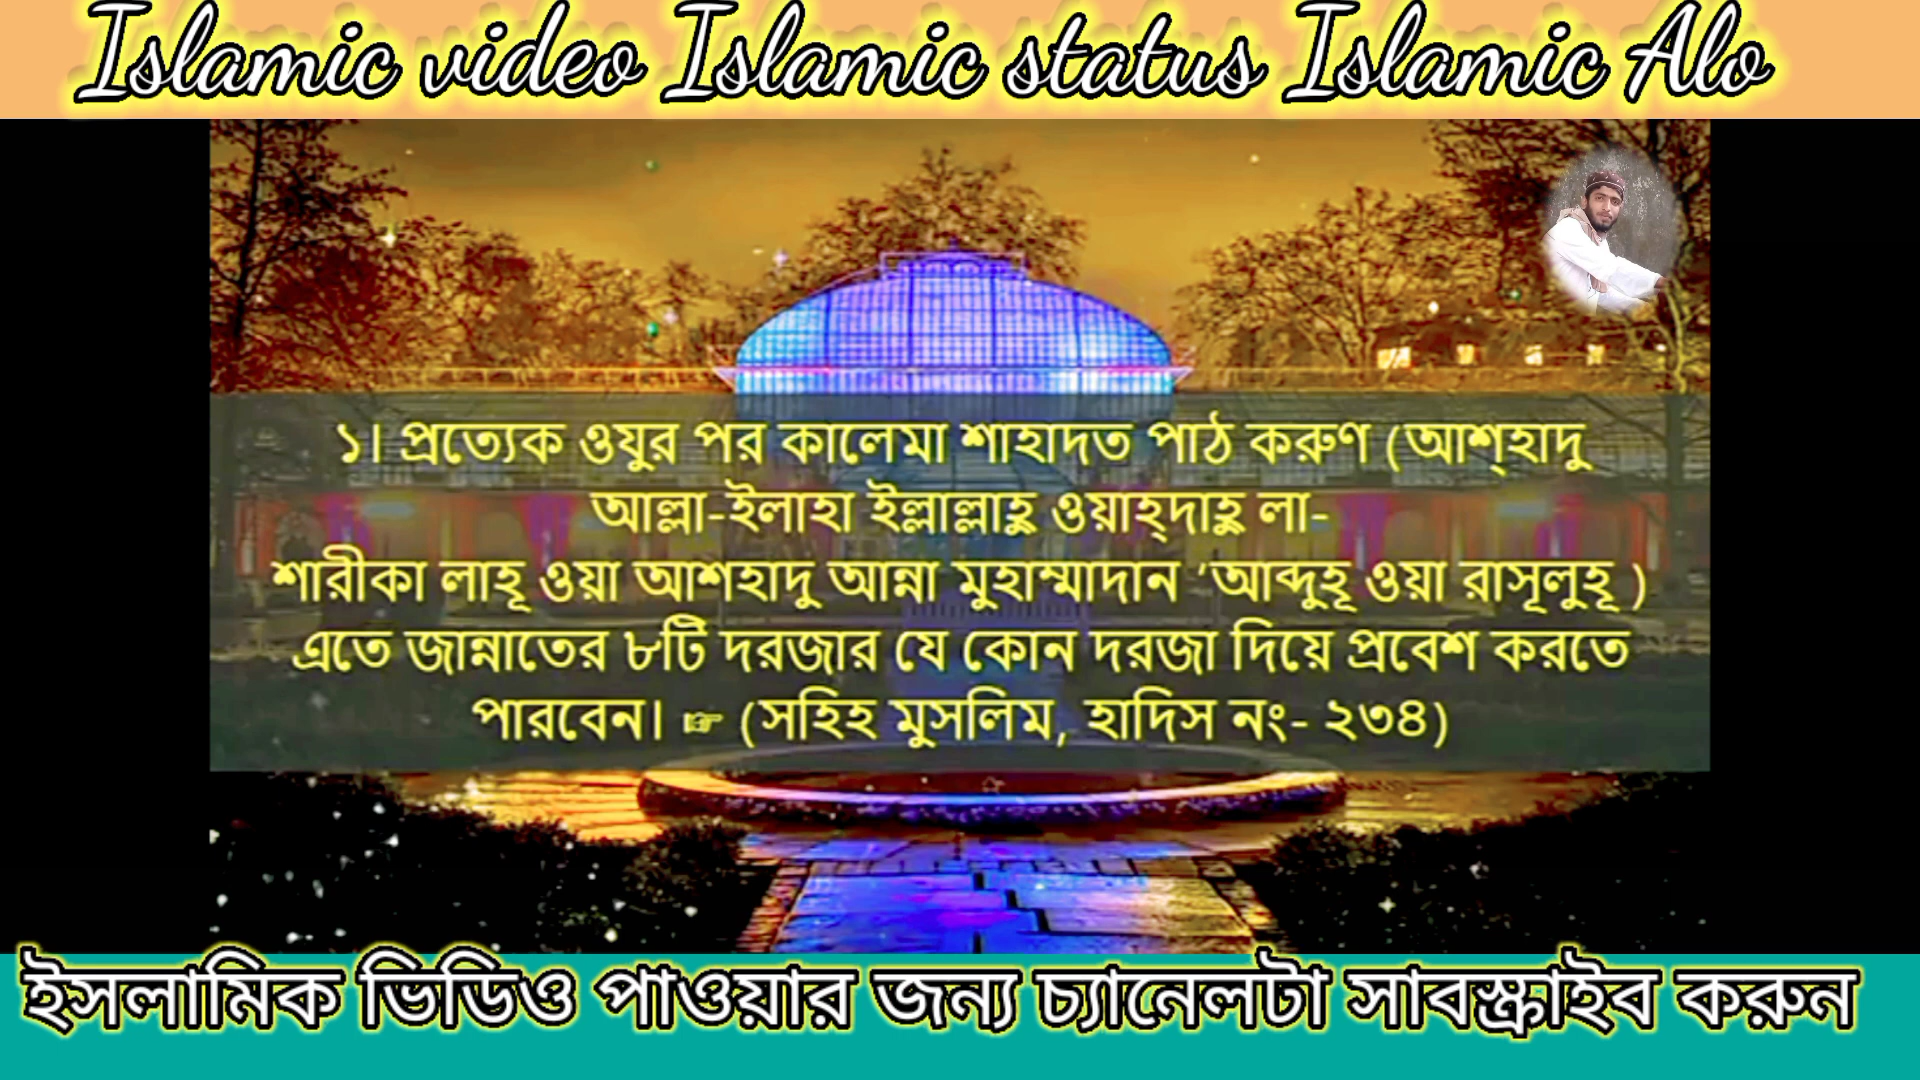 Islamic video Islamic status Islamic Alo
১। প্রত্যেক ওযুর পর কালেমা শাহাদত পাঠ করুণ (আশ্‌হাদু
আল্লা-ইলাহা ইল্লাল্লাহু ওয়াহ্‌দাহু লা-
শারীকা লাহূ ওয়া আশহাদু আন্না মুহাম্মাদান 'আব্দুহূ ওয়া রাসূলুহূ )
এতে জান্নাতের ৮টি দরজার যে কোন দরজা দিয়ে প্রবেশ করতে
পারবেন। ☞ (সহিহ মুসলিম, হাদিস নং- ২৩৪)
ইসলামিক ভিডিও পাওয়ার জন্য চ্যানেলটা সাবস্ক্রাইব করুন